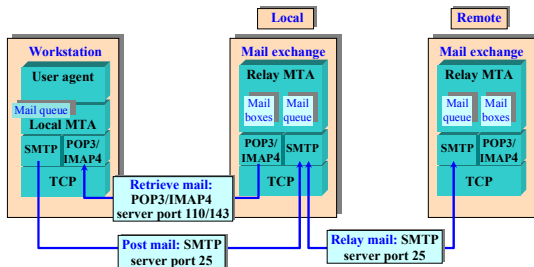 Local
Remote
Workstation
User agent
Mail queue
Local MTA
SMTP
POP3/
IMAP4
TCP
Mail exchange
Relay MTA
Mail
boxes
Mail
queue
POP3/
IMAP4
SMTP
TCP
Mail exchange
Relay MTA
Mail
queue
Mail
boxes
SMTP
POP3/
IMAP4
TCP
Retrieve mail:
POP3/IMAP4
server port 110/143
Post mail: SMTP
server port 25
Relay mail: SMTP
server port 25